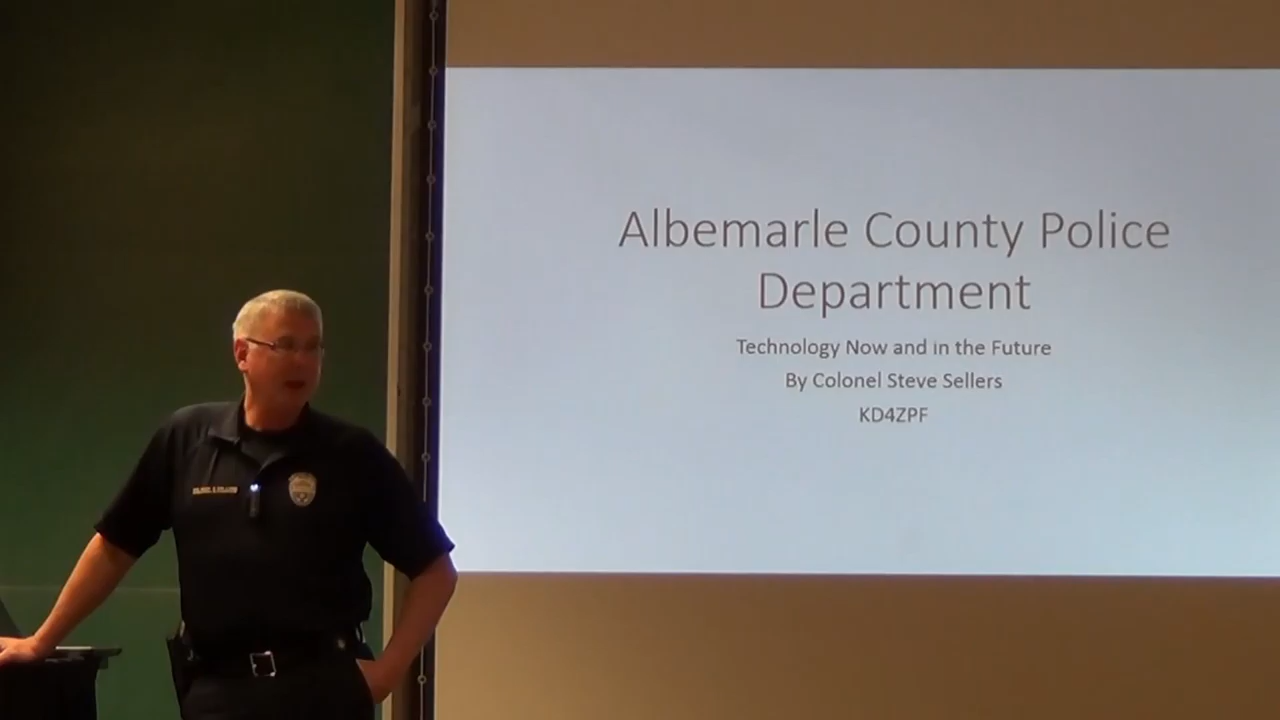 Albemarle County Police
Department
Technology Now and in the Future
By Colonel Steve Sellers
KD4ZPF